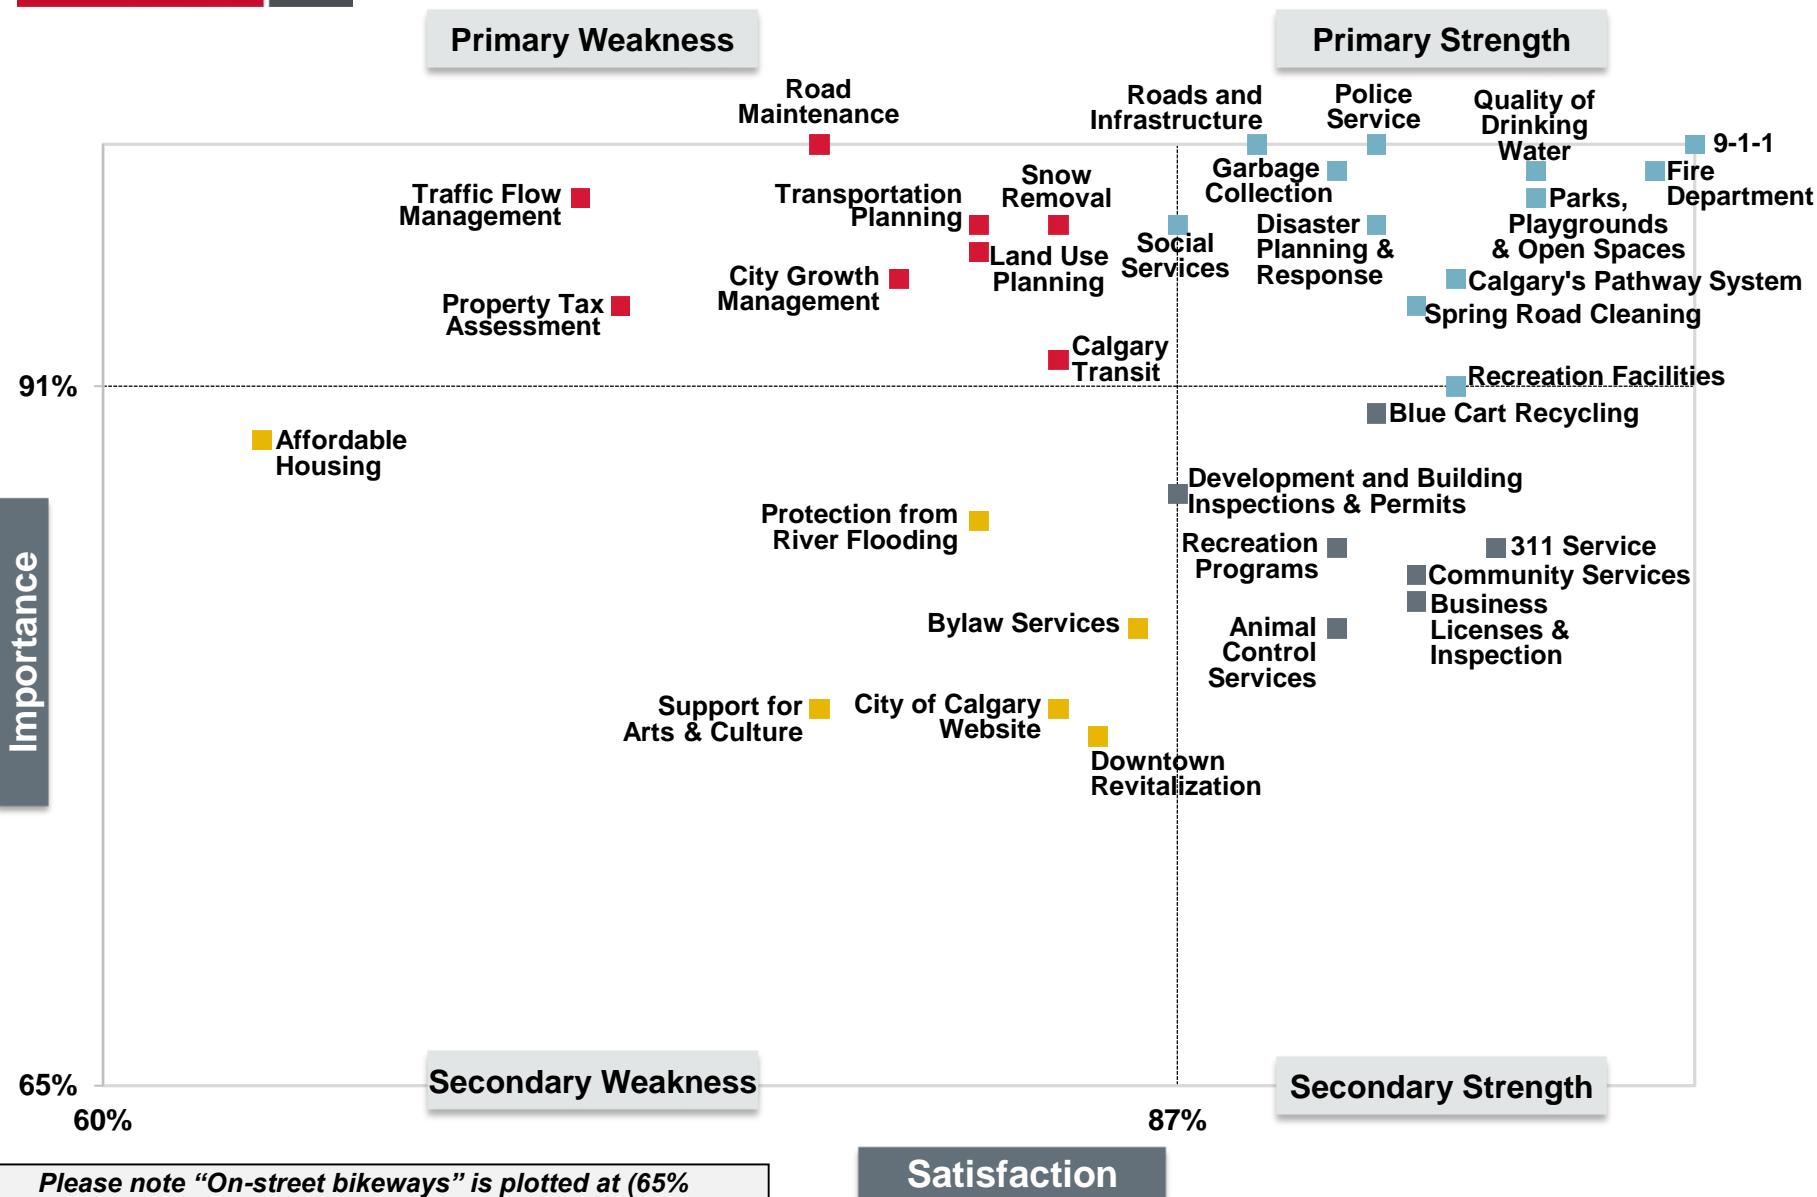 Primary Weakness
Primary Strength
Road
Maintenance
Roads and
Infrastructure
Police
Service
Quality of
Drinking
Water
9-1-1
Garbage
Collection
Fire
Department
Traffic Flow
Management
Transportation
Planning
Snow
Removal
Parks,
Playgrounds
& Open Spaces
Social
Services
Disaster
Planning &
Response
Land Use
Planning
City Growth
Management
Calgary's Pathway System
Property Tax
Assessment
Spring Road Cleaning
Calgary
Transit
91%
Recreation Facilities
Blue Cart Recycling
Affordable
Housing
Development and Building
Inspections & Permits
Protection from
River Flooding
Recreation
Programs
311 Service
Community Services
Business
Licenses &
Inspection
Bylaw Services
Animal
Control
Services
Importance
Support for
Arts & Culture
City of Calgary
Website
Downtown
Revitalization
65%
Secondary Weakness
Secondary Strength
60%
87%
Satisfaction
Please note “On-street bikeways” is plotted at (65%